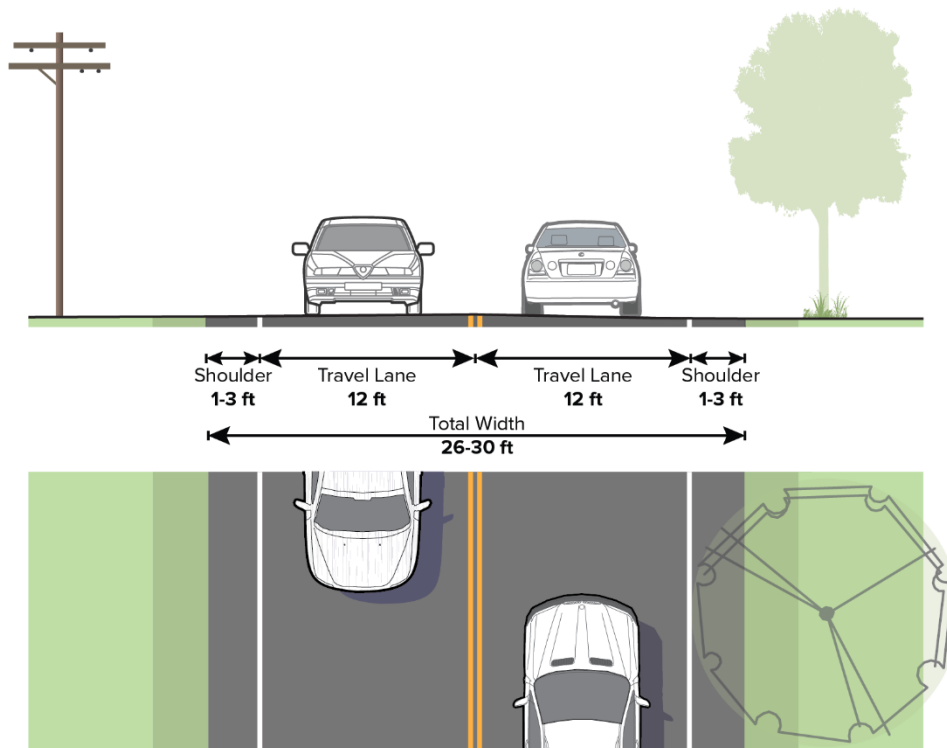 Shoulder Travel Lane Travel Lane Shoulder
1-3 ft 12 ft 12 ft 1-3 ft
Total Width
26-30 ft